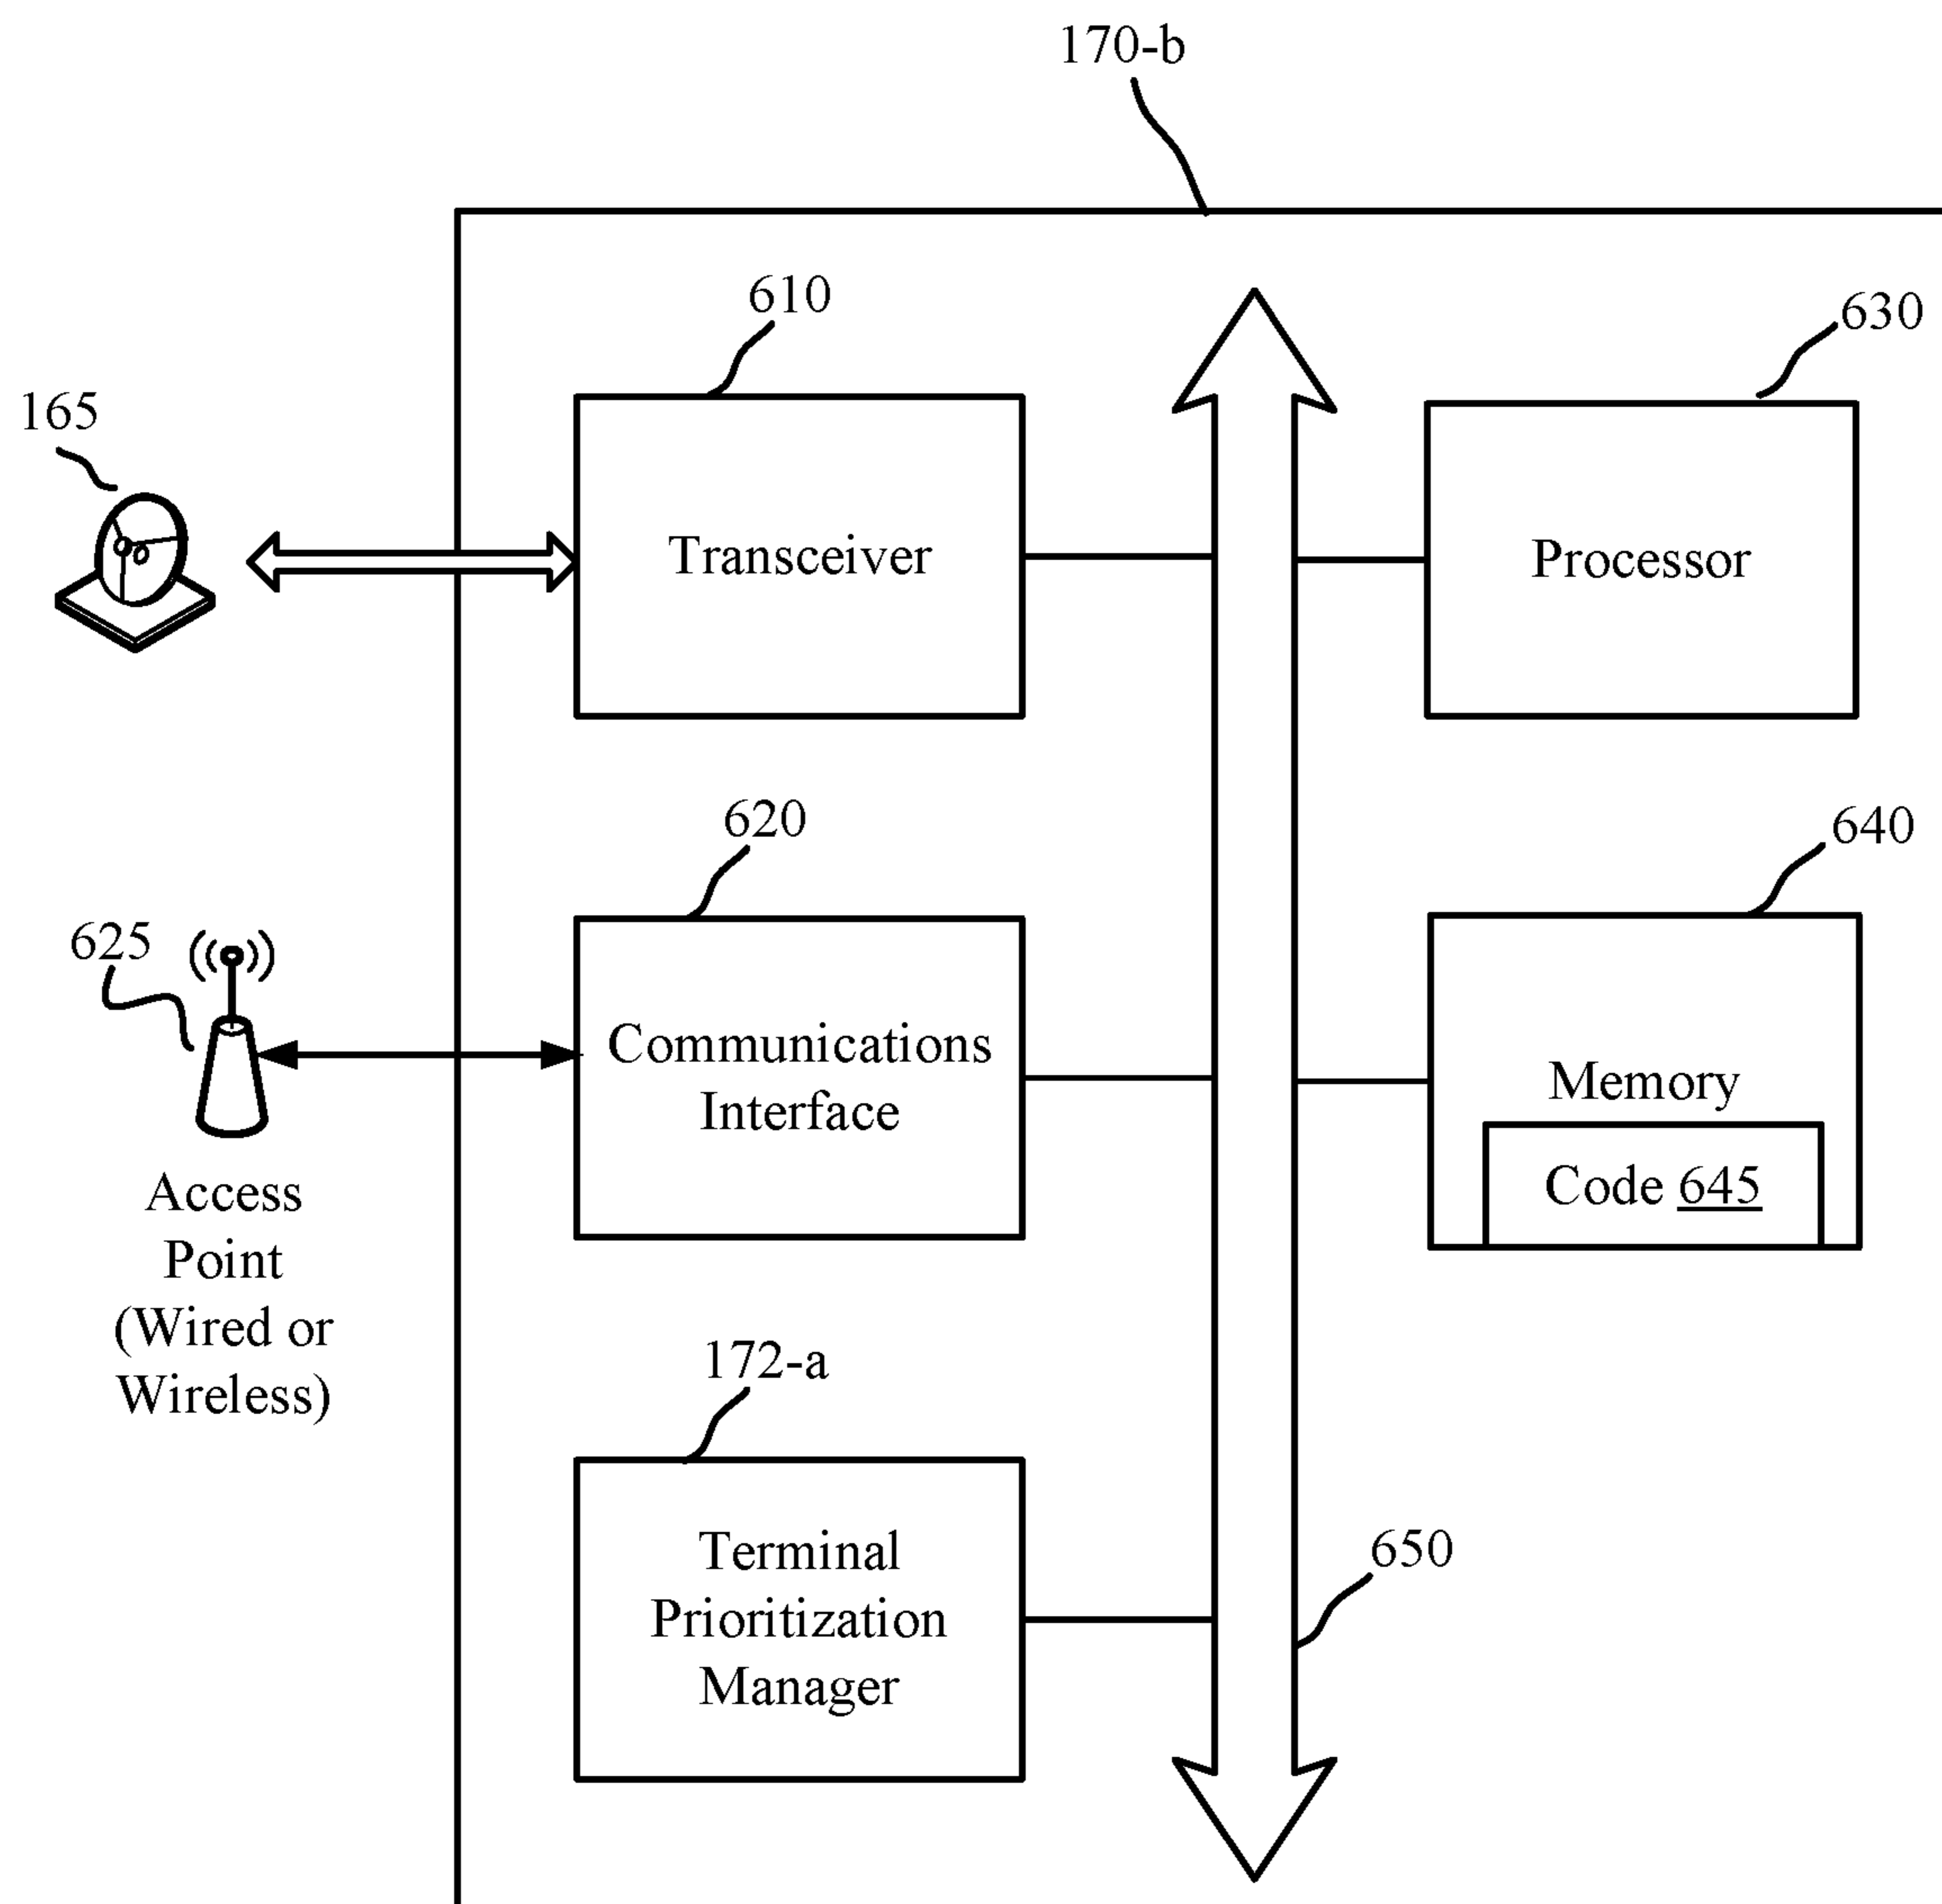 170-b
610
630
165
Transceiver
Processor
620
640
625
Communications
Interface
Memory
Code 645
Access
Point
(Wired or
Wireless)
172-a
Terminal
Prioritization
Manager
650